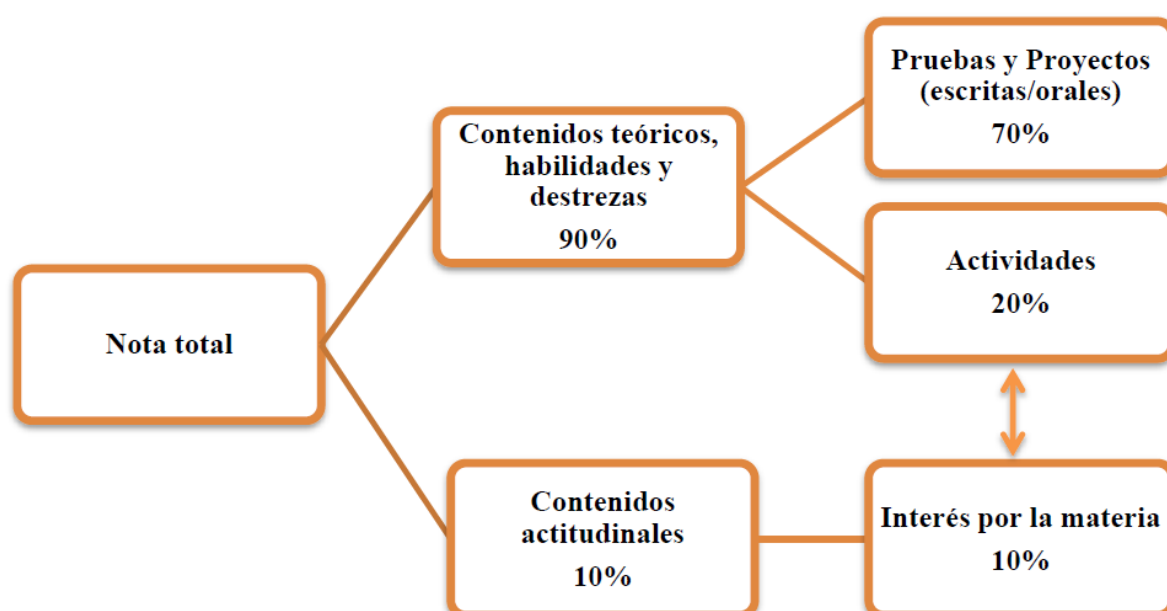 Nota total
Contenidos teóricos,
habilidades y
destrezas
90%
Pruebas y Proyectos
(escritas/orales)
70%
Actividades
20%
Contenidos
actitudinales
10%
Interés por la materia
10%